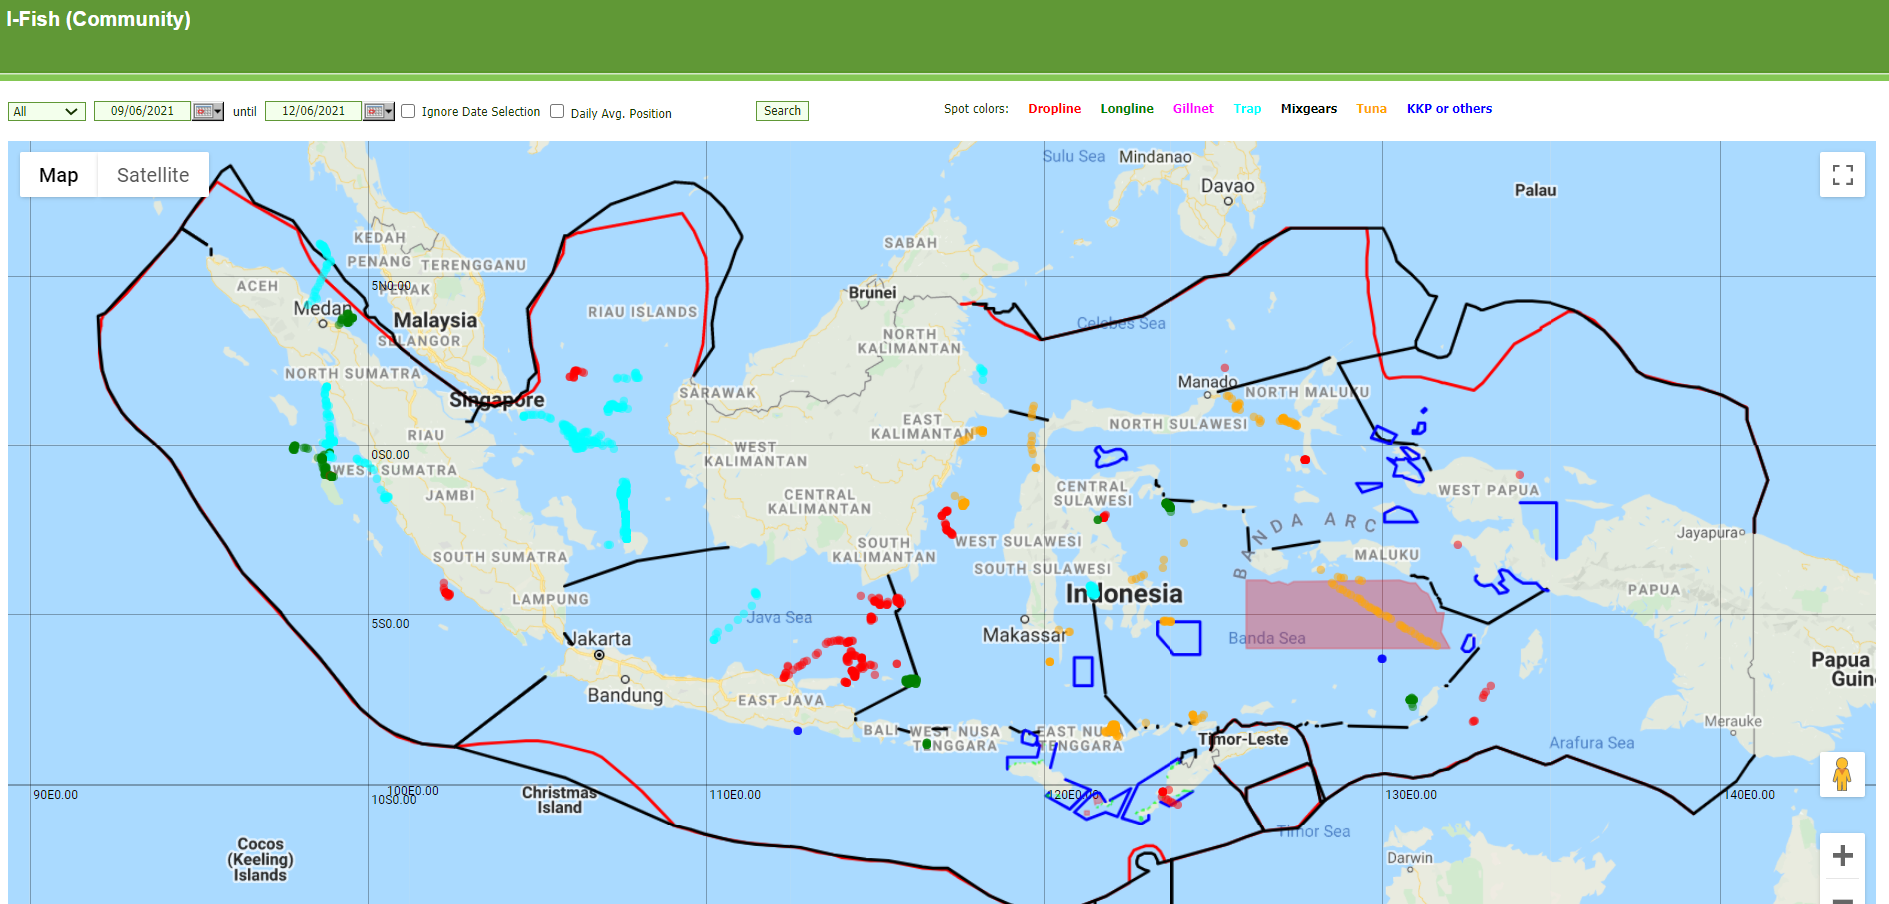 I-Fish (Community)
All 09/06/2021 until 12/06/2021 Ignore Date Selection Daily Avg. Position Search
Spot colors: Dropline Longline Gillnet Trap Mixgears Tuna KKP or others
Map Satellite
Sulu Sea
Mindanao
Davao
Palau
KEDAH
PENANG
TERENGGANU
SABAH
ACEH
5N0.00
PERAK
Brunei
Medan
Malaysia
RIAU ISLANDS
Celebes Sea
SELANGOR
NORTH
KALIMANTAN
NORTH SUMATRA
Singapore
SARAWAK
Manado
NORTH MALUKU
RIAU
EAST
KALIMANTAN
NORTH SULAWESI
0S0.00
WEST
KALIMANTAN
WEST SUMATRA
JAMBI
CENTRAL
KALIMANTAN
CENTRAL
SULAWESI
WEST PAPUA
BANDA ARC
Jayapura
SOUTH SUMATRA
SOUTH
KALIMANTAN
WEST SULAWESI
MALUKU
SOUTH SULAWESI
LAMPUNG
Indonesia
PAPUA
5S0.00
Java Sea
Jakarta
Makassar
Banda Sea
Papua
Guin
Bandung
EAST JAVA
BALI
WEST NUSA
TENGGARA
EAST NU
TENGGARA
Timor-Leste
Merauke
Arafura Sea
90E0.00
100E0.00
10S0.00
Christmas
Island
110E0.00
120E0.00
130E0.00
140E0.00
Timor Sea
Cocos
(Keeling)
Islands
Darwin